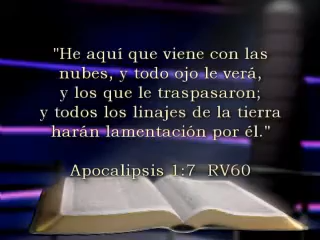 "He aquí que viene con las
nubes, y todo ojo le verá,
y los que le traspasaron;
y todos los linajes de la tierra
harán lamentación por él."
Apocalipsis 1:7 RV60